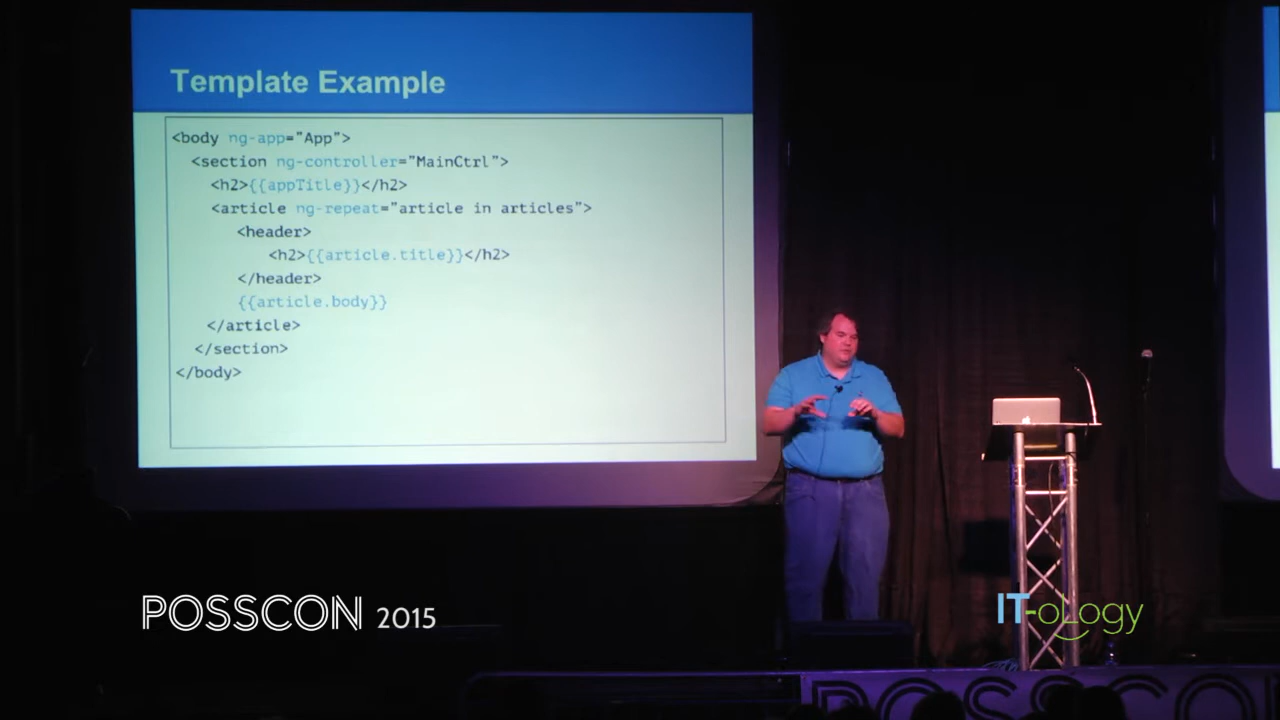 Template Example
<body ng-app="App">
<section ng-controller="MainCtrl">
<h2>{{appTitle}}</h2>
<article ng-repeat="article in articles">
<header>
<h2>{{article.title}}</h2>
</header>
{{article.body}}
</article>
</section>
</body>
POSSCON 2015
IT-oLogy
POSSCO